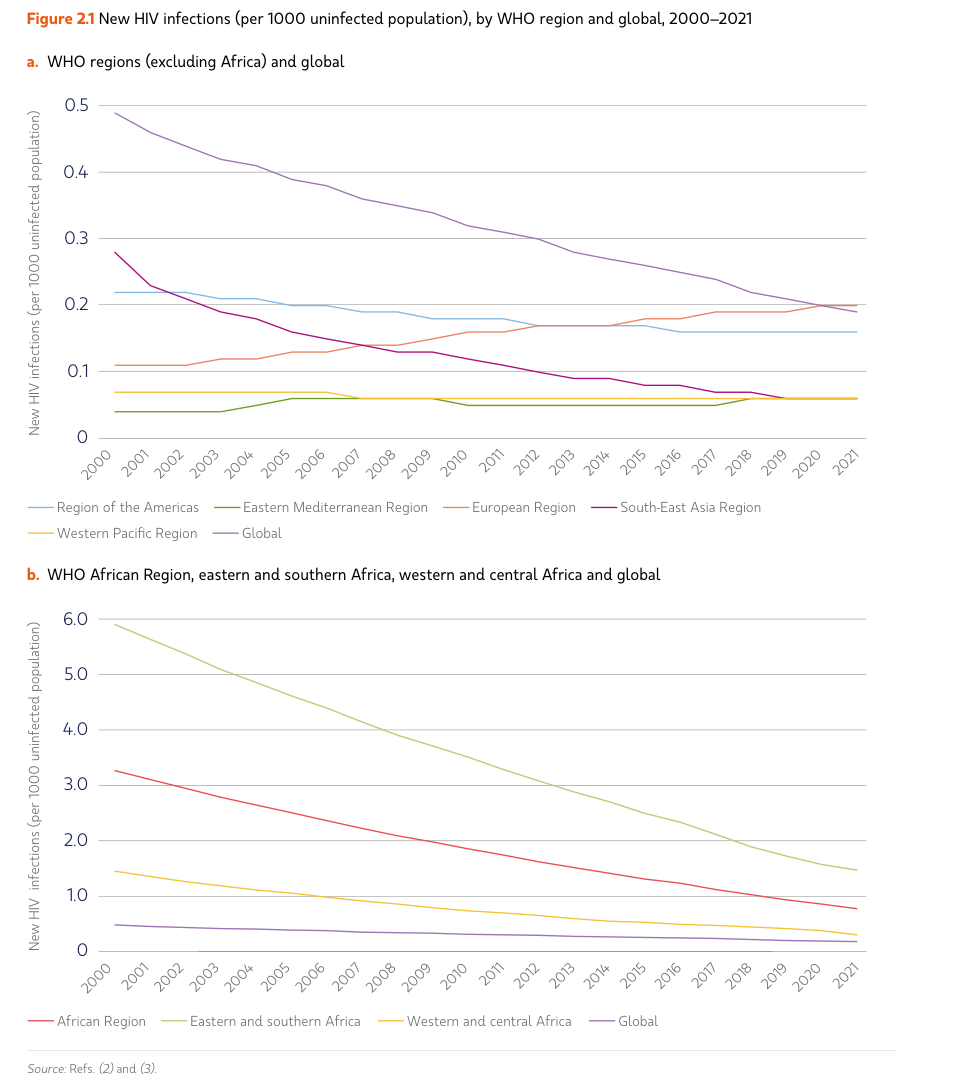 Figure 2.1 New HIV infections (per 1000 uninfected population), by WHO region and global, 2000–2021
a. WHO regions (excluding Africa) and global
New HIV infections (per 1000 uninfected population)
0.5
0.4
0.3
0.2
0.1
0
2000 2001 2002 2003 2004 2005 2006 2007 2008 2009 2010 2011 2012 2013 2014 2015 2016 2017 2018 2019 2020 2021
Region of the Americas Eastern Mediterranean Region European Region South-East Asia Region
Western Pacific Region Global
b. WHO African Region, eastern and southern Africa, western and central Africa and global
New HIV infections (per 1000 uninfected population)
6.0
5.0
4.0
3.0
2.0
1.0
0
2000 2001 2002 2003 2004 2005 2006 2007 2008 2009 2010 2011 2012 2013 2014 2015 2016 2017 2018 2019 2020 2021
African Region Eastern and southern Africa Western and central Africa Global
Source: Refs. (2) and (3).